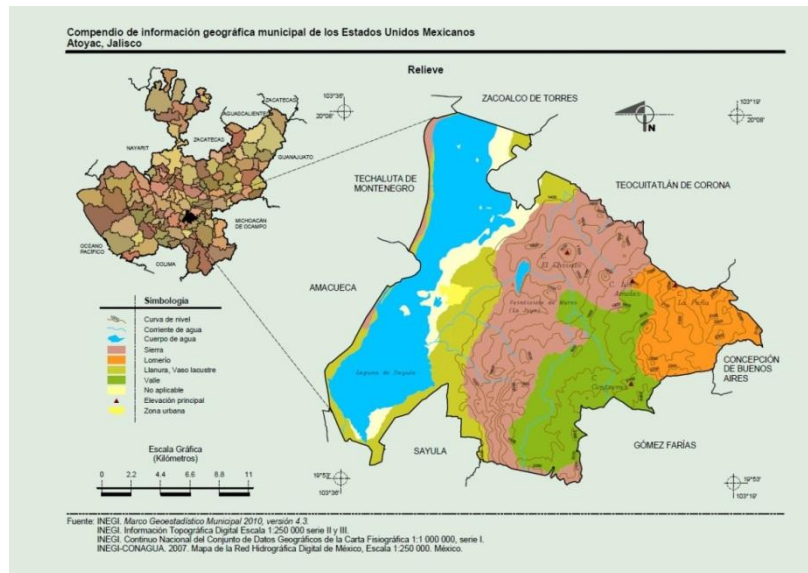 Compendio de información geográfica municipal de los Estados Unidos Mexicanos
Atoyac, Jalisco
Relieve
ZACATECAS
AGUASCALIENTES
ZACATECAS
NAYARIT
GUANAJUATO
MICHOACÁN
DE OCAMPO
OCEANO
PACÍFICO
COLIMA
103°36'
20°08'
ZACOALCO DE TORRES
N
103°19'
20°08'
TECHALUTA DE
MONTENEGRO
TEOCUITATLÁN DE CORONA
AMACUECA
El Chivato
La Peña
CONCEPCIÓN
DE BUENOS
AIRES
SAYULA
GÓMEZ FARÍAS
19°53'
103°36'
19°53'
103°19'
Simbología
Curva de nivel
Corriente de agua
Cuerpo de agua
Sierra
Lomerío
Llanura, Vaso lacustre
Valle
No aplicable
Elevación principal
Zona urbana
Escala Gráfica
(Kilómetros)
0 2.2 4.4 6.6 8.8 11
Fuente: INEGI. Marco Geoestadístico Municipal 2010, versión 4.3.
INEGI. Información Topográfica Digital Escala 1:250 000 serie II y III.
INEGI. Continuo Nacional del Conjunto de Datos Geográficos de la Carta Fisiográfica 1:1 000 000, serie I.
INEGI-CONAGUA. 2007. Mapa de la Red Hidrográfica Digital de México, Escala 1:250 000. México.